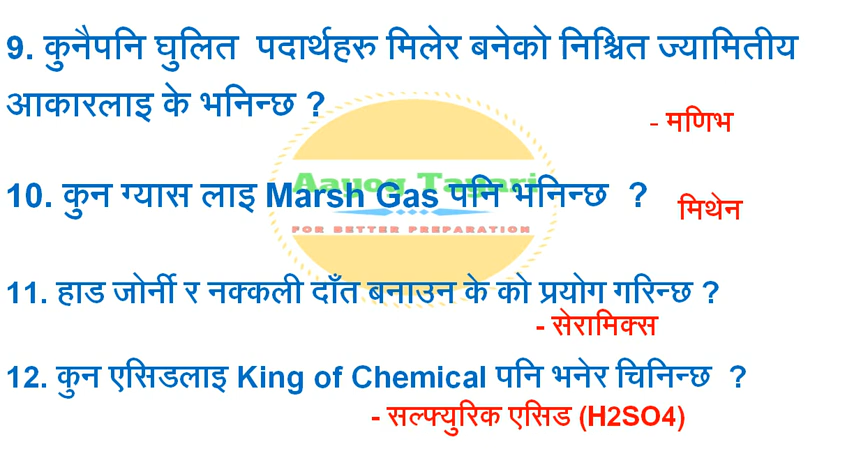 9. कुनैपनि घुलित पदार्थहरु मिलेर बनेको निश्चित ज्यामितीय
आकारलाइ के भनिन्छ ?
- मणिभ
Aayog Tayari
10. कुन ग्यास लाइ Marsh Gas पनि भनिन्छ ?
मिथेन
FOR BETTER PREPARATION
11. हाड जोर्नी र नक्कली दाँत बनाउन के को प्रयोग गरिन्छ ?
- सेरामिक्स
12. कुन एसिडलाइ King of Chemical पनि भनेर चिनिन्छ ?
- सल्फ्युरिक एसिड (H2SO4)